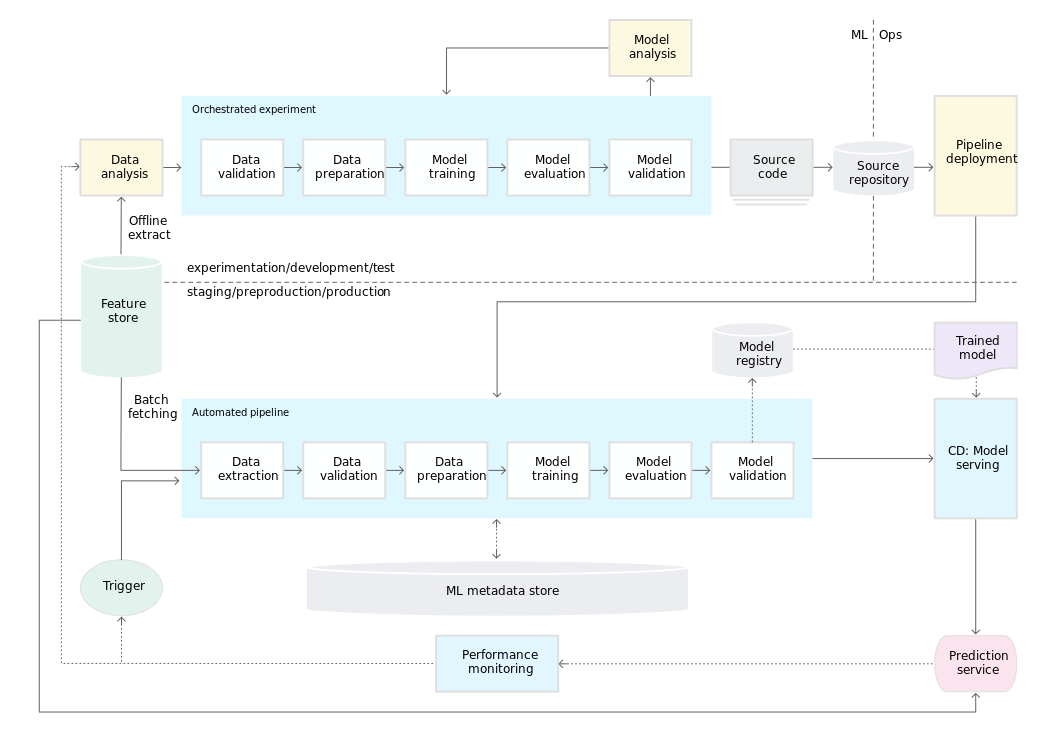 Model
analysis
ML
Ops
Orchestrated experiment
Data
analysis
Data
validation
Data
preparation
Model
training
Model
evaluation
Model
validation
Source
code
Source
repository
Pipeline
deployment
Offline
extract
experimentation/development/test
staging/preproduction/production
Feature
store
Model
registry
Trained
model
Batch
fetching
Automated pipeline
Data
extraction
Data
validation
Data
preparation
Model
training
Model
evaluation
Model
validation
CD: Model
serving
Trigger
ML metadata store
Performance
monitoring
Prediction
service